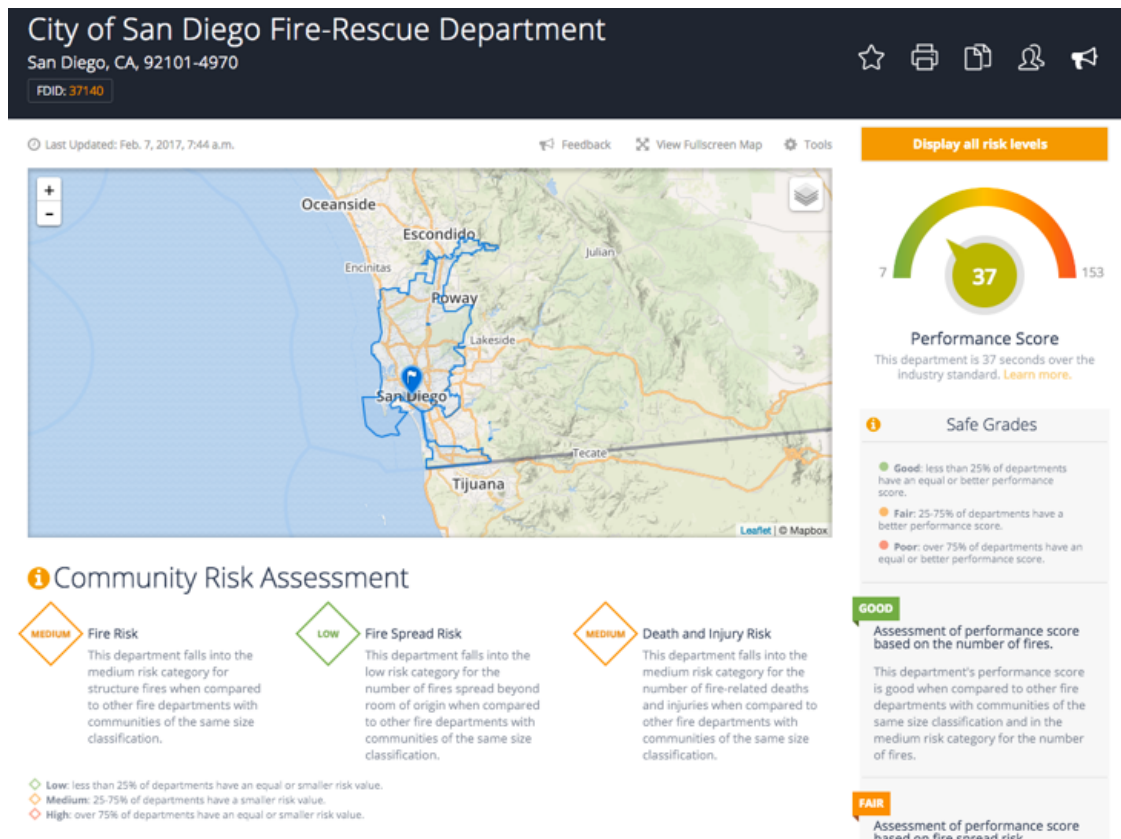 City of San Diego Fire-Rescue Department
San Diego, CA, 92101-4970
FDID: 37140
Last Updated: Feb. 7, 2017, 7:44 a.m.
Feedback
View Fullscreen Map
Tools
+
-
Oceanside
Escondido
Julian
Encinitas
Poway
Lakeside
San Diego
Tecate
Tijuana
Leaflet | © Mapbox
Community Risk Assessment
MEDIUM
Fire Risk
This department falls into the
medium risk category for
structure fires when compared
to other fire departments with
communities of the same size
classification.
LOW
Fire Spread Risk
This department falls into the
low risk category for the
number of fires spread beyond
room of origin when compared
to other fire departments with
communities of the same size
classification.
MEDIUM
Death and Injury Risk
This department falls into the
medium risk category for the
number of fire-related deaths
and injuries when compared to
other fire departments with
communities of the same size
classification.
Low: less than 25% of departments have an equal or smaller risk value.
Medium: 25-75% of departments have a smaller risk value.
High: over 75% of departments have an equal or smaller risk value.
Display all risk levels
7
37
153
Performance Score
This department is 37 seconds over the
industry standard. Learn more.
Safe Grades
Good: less than 25% of departments
have an equal or better performance
score.
Fair: 25-75% of departments have a
better performance score.
Poor: over 75% of departments have an
equal or better performance score.
GOOD
Assessment of performance score
based on the number of fires.
This department's performance score
is good when compared to other fire
departments with communities of the
same size classification and in the
medium risk category for the number
of fires.
FAIR
Assessment of performance score
based on fire spread risk